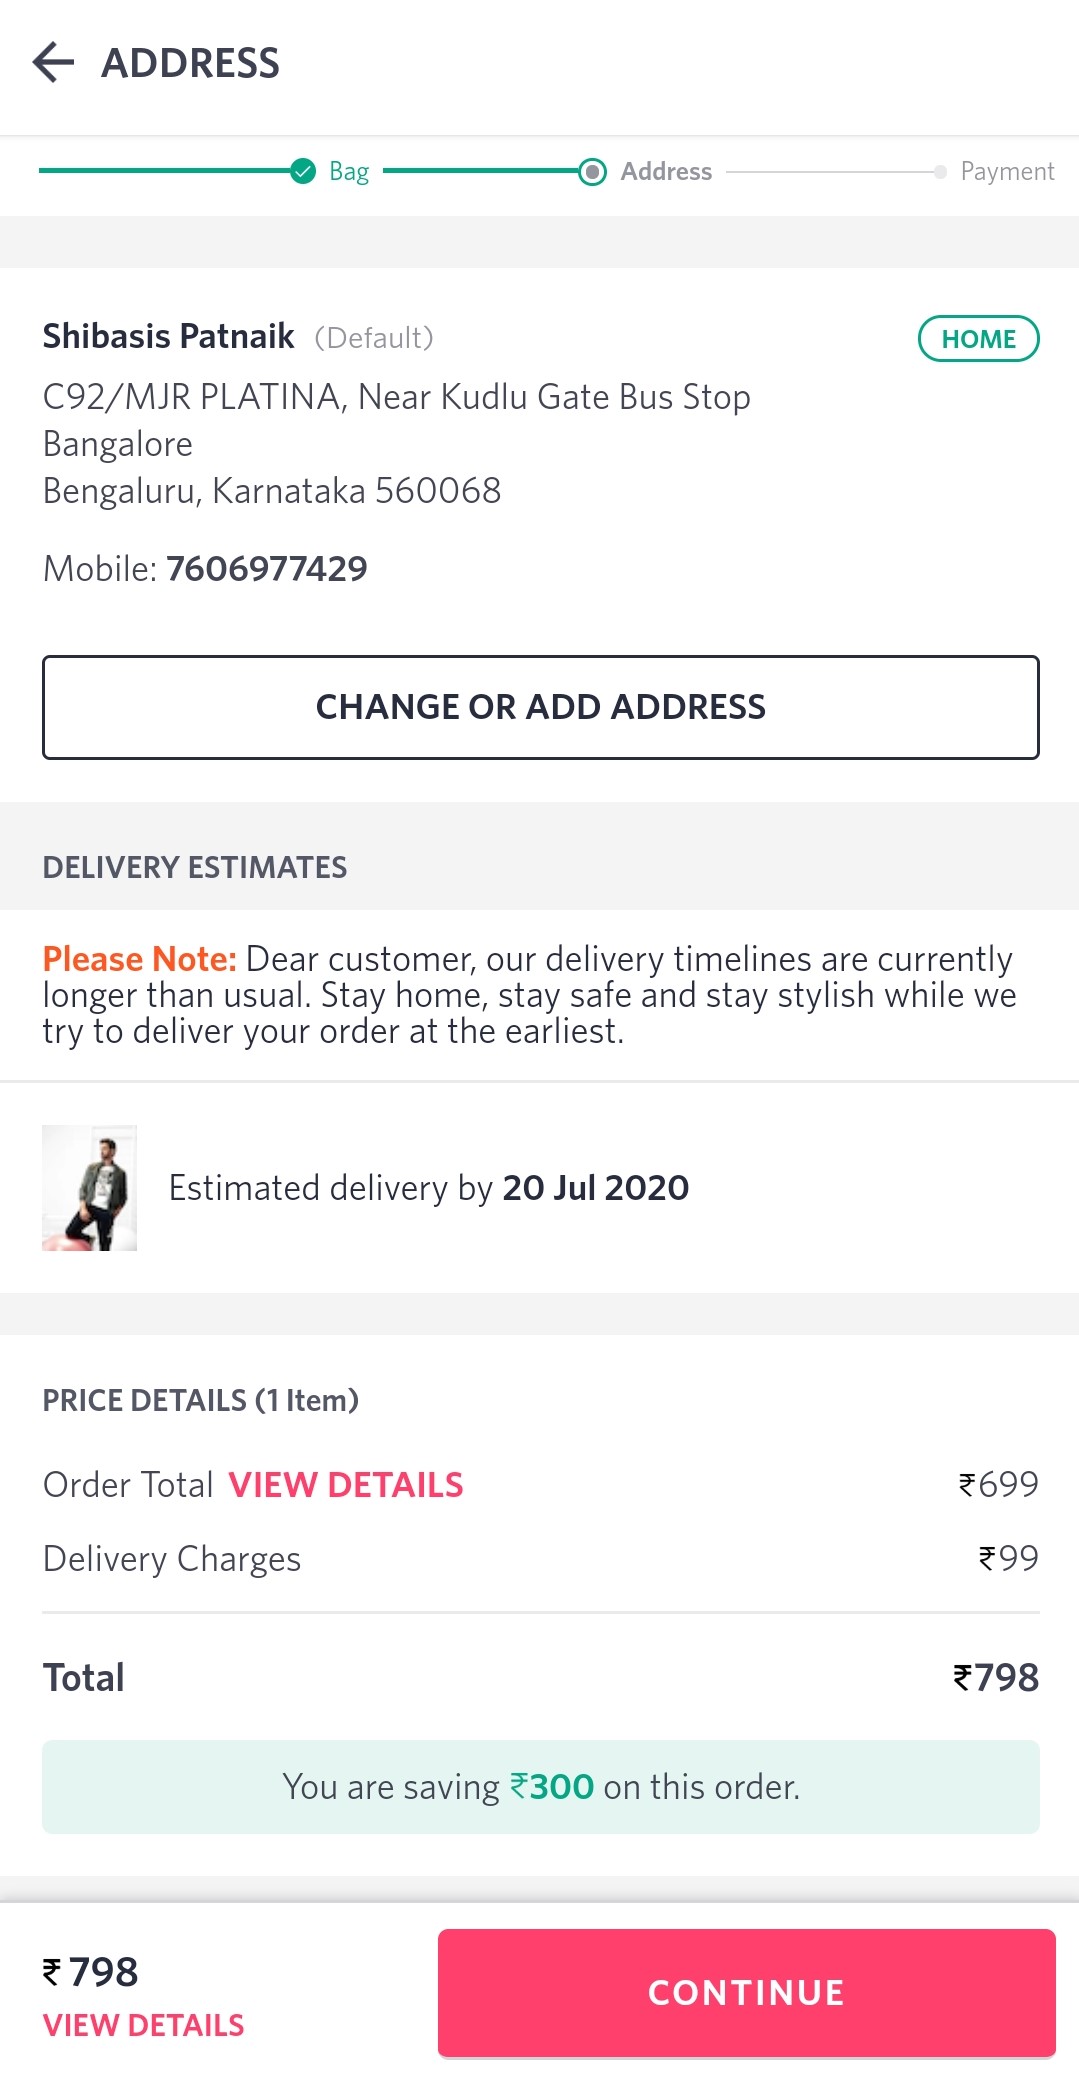 ADDRESS
Bag Address Payment
Shibasis Patnaik (Default) HOME
C92/MJR PLATINA, Near Kudlu Gate Bus Stop
Bangalore
Bengaluru, Karnataka 560068
Mobile: 7606977429
CHANGE OR ADD ADDRESS
DELIVERY ESTIMATES
Please Note: Dear customer, our delivery timelines are currently
longer than usual. Stay home, stay safe and stay stylish while we
try to deliver your order at the earliest.
Estimated delivery by 20 Jul 2020
PRICE DETAILS (1 Item)
Order Total VIEW DETAILS ₹699
Delivery Charges ₹99
Total ₹798
You are saving ₹300 on this order.
₹ 798
VIEW DETAILS
CONTINUE